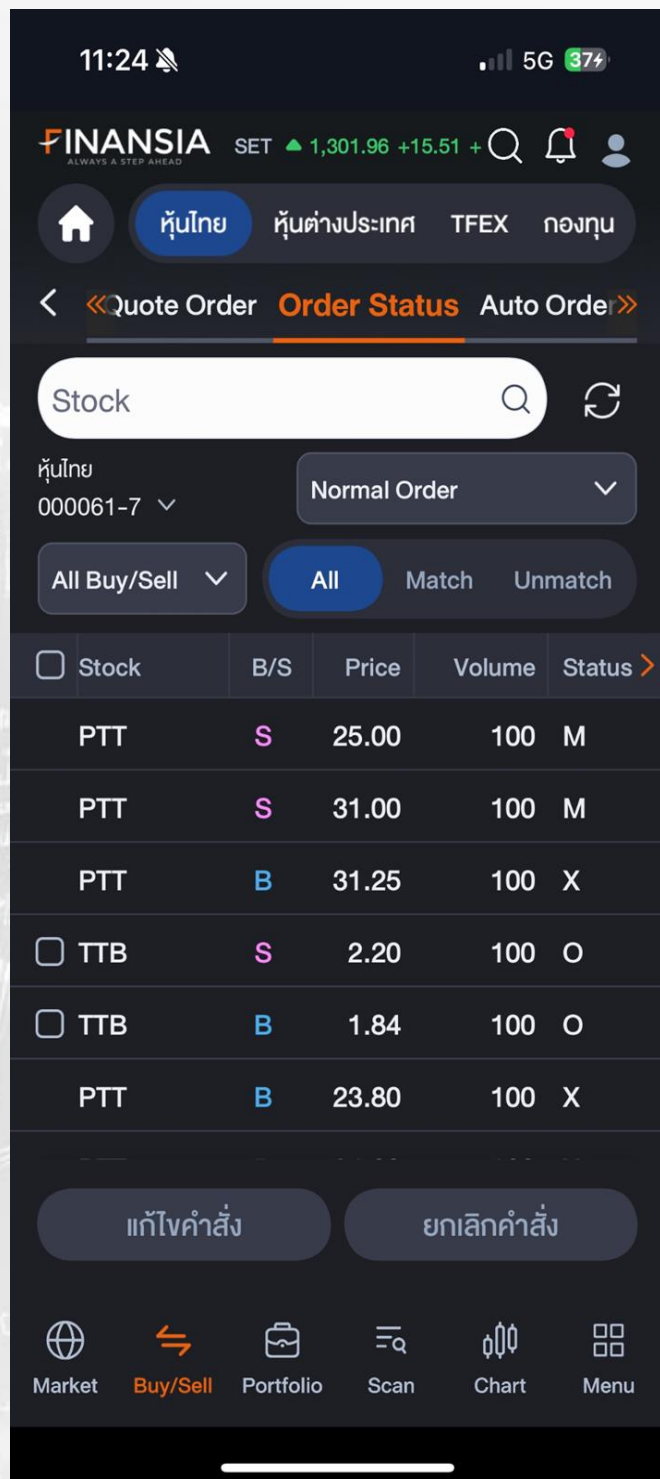 11:24 5G 37
FINANSIA SET ▲ 1,301.96 +15.51 +
ALWAYS A STEP AHEAD
หุ้นไทย หุ้นต่างประเทศ TFEX กองทุน
Quote Order Order Status Auto Order
Stock
หุ้นไทย
000061-7 Normal Order
All Buy/Sell All Match Unmatch
Stock B/S Price Volume Status
PTT S 25.00 100 M
PTT S 31.00 100 M
PTT B 31.25 100 X
TTB S 2.20 100 O
TTB B 1.84 100 O
PTT B 23.80 100 X
แก้ไขคำสั่ง ยกเลิกคำสั่ง
Market Buy/Sell Portfolio Scan Chart Menu